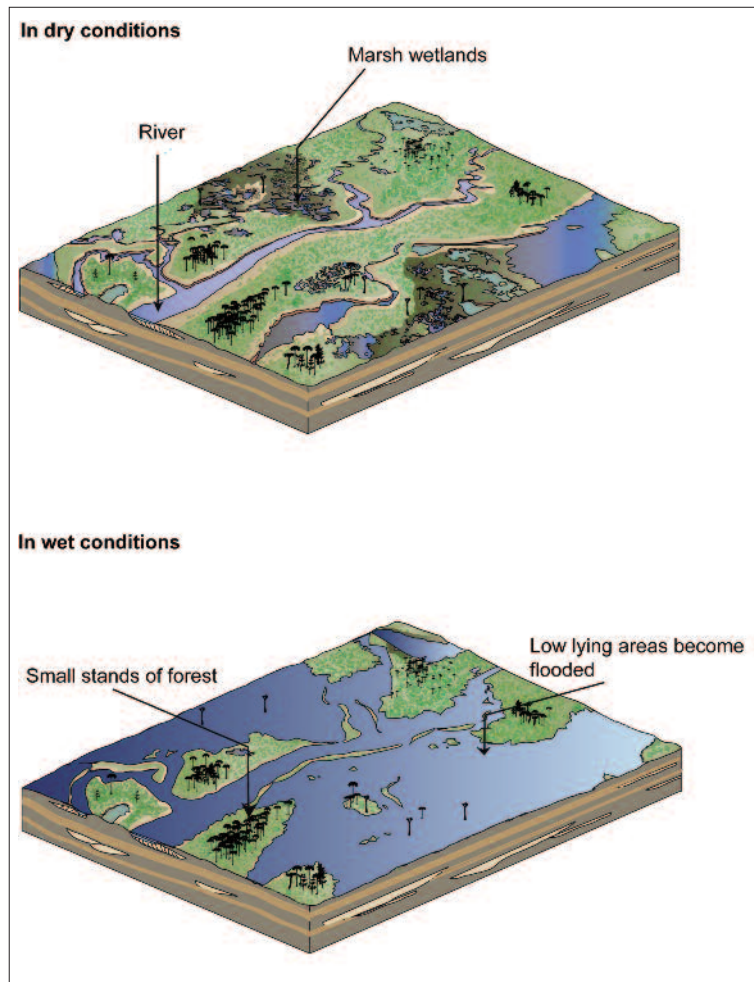 In dry conditions
Marsh wetlands
River
In wet conditions
Low lying areas become
flooded
Small stands of forest